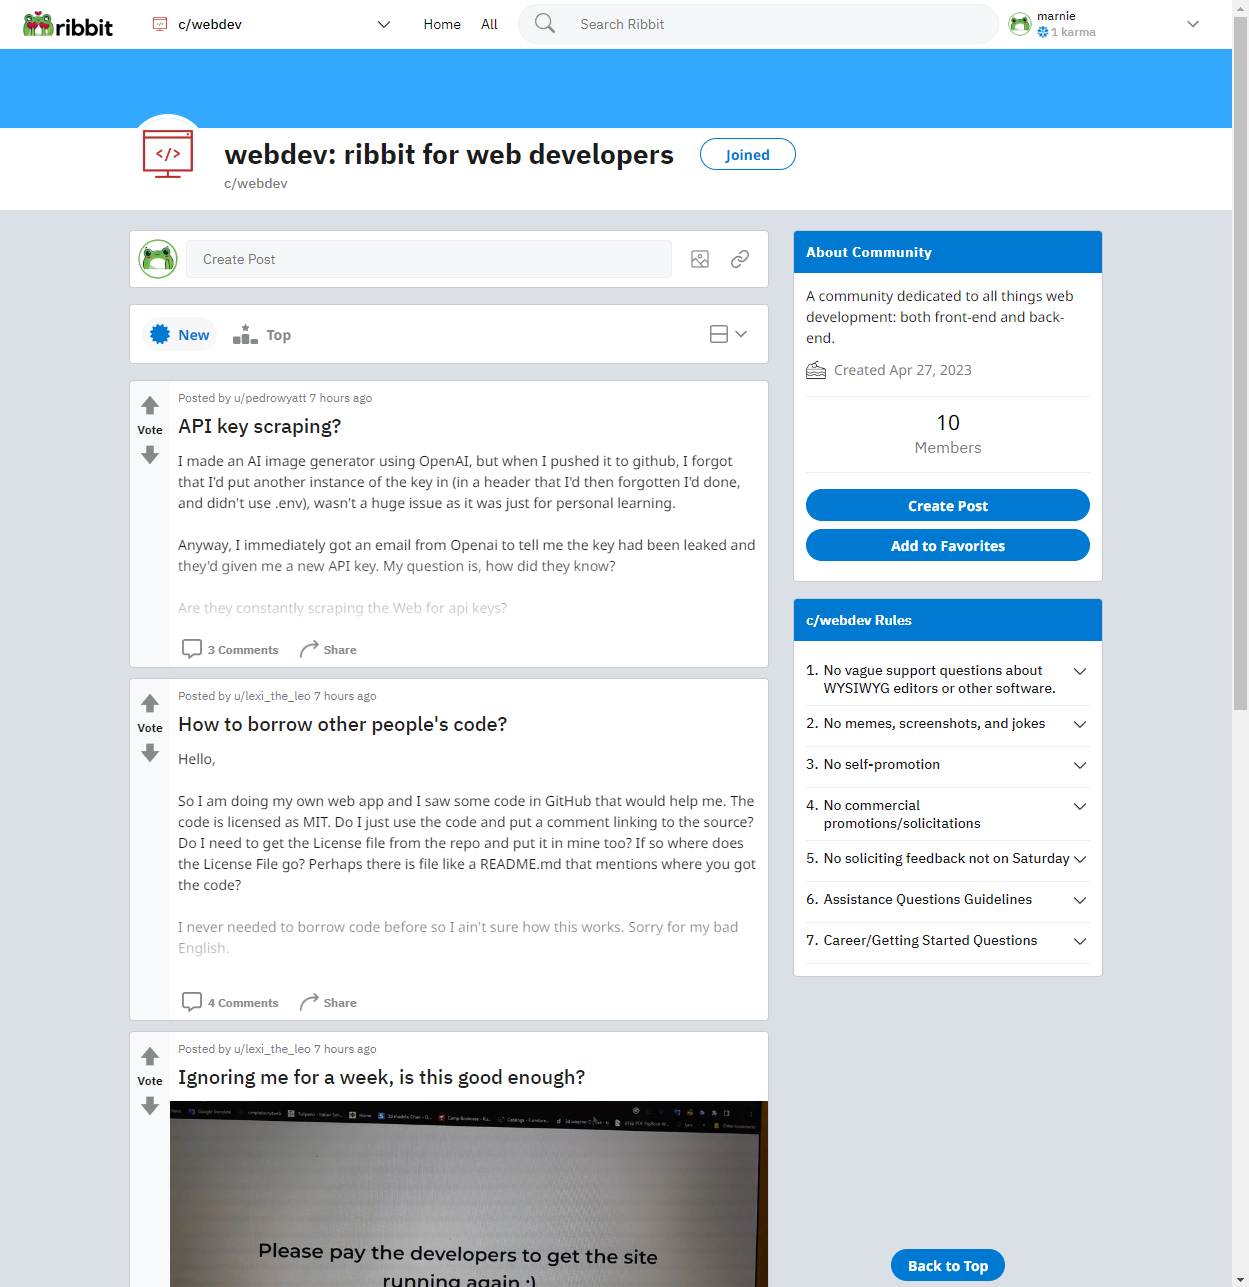 ribbit
c/webdev
Home
All
Search Ribbit
marnie
1 karma
webdev: ribbit for web developers
Joined
c/webdev
Create Post
New
Top
Posted by u/pedrowyatt 7 hours ago
Vote
API key scraping?
I made an AI image generator using OpenAI, but when I pushed it to github, I forgot
that I'd put another instance of the key in (in a header that I'd then forgotten I'd done,
and didn't use .env), wasn't a huge issue as it was just for personal learning.
Anyway, I immediately got an email from Openai to tell me the key had been leaked and
they'd given me a new API key. My question is, how did they know?
Are they constantly scraping the Web for api keys?
3 Comments
Share
Posted by u/lexi_the_leo 7 hours ago
Vote
How to borrow other people's code?
Hello,
So I am doing my own web app and I saw some code in GitHub that would help me. The
code is licensed as MIT. Do I just use the code and put a comment linking to the source?
Do I need to get the License file from the repo and put it in mine too? If so where does
the License File go? Perhaps there is file like a README.md that mentions where you got
the code?
I never needed to borrow code before so I ain't sure how this works. Sorry for my bad
English.
4 Comments
Share
Posted by u/lexi_the_leo 7 hours ago
Vote
Ignoring me for a week, is this good enough?
Google Translate
Home
Other bookmarks
Please pay the developers to get the site
running again :)
About Community
A community dedicated to all things web
development: both front-end and back-
end.
Created Apr 27, 2023
10
Members
Create Post
Add to Favorites
c/webdev Rules
1. No vague support questions about
WYSIWYG editors or other software.
2. No memes, screenshots, and jokes
3. No self-promotion
4. No commercial
promotions/solicitations
5. No soliciting feedback not on Saturday
6. Assistance Questions Guidelines
7. Career/Getting Started Questions
Back to Top